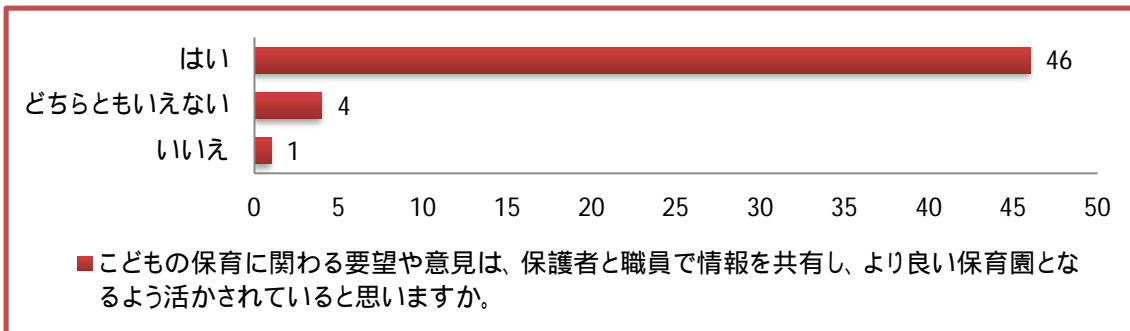 はい 46
どちらともいえない 4
いいえ 1
0 5 10 15 20 25 30 35 40 45 50
こどもの保育に関わる要望や意見は、保護者と職員で情報を共有し、より良い保育園とな
るよう活かされていると思いますか。